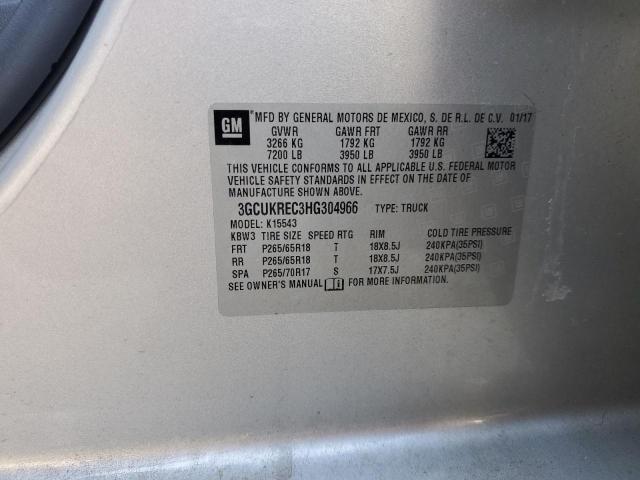 GM MFD BY GENERAL MOTORS DE MEXICO, S. DE R.L. DE C.V. 01/17
GVWR GAWR FRT GAWR RR
3266 KG 1792 KG 1792 KG
7200 LB 3950 LB 3950 LB
THIS VEHICLE CONFORMS TO ALL APPLICABLE U.S. FEDERAL MOTOR
VEHICLE SAFETY STANDARDS IN EFFECT ON THE DATE OF
MANUFACTURE SHOWN ABOVE.
3GCUKREC3HG304966 TYPE: TRUCK
MODEL: K15543
KBW3 TIRE SIZE SPEED RTG RIM COLD TIRE PRESSURE
FRT P265/65R18 T 18X8.5J 240KPA(35PSI)
RR P265/65R18 T 18X8.5J 240KPA(35PSI)
SPA P265/70R17 S 17X7.5J 240KPA(35PSI)
SEE OWNER'S MANUAL FOR MORE INFORMATION.